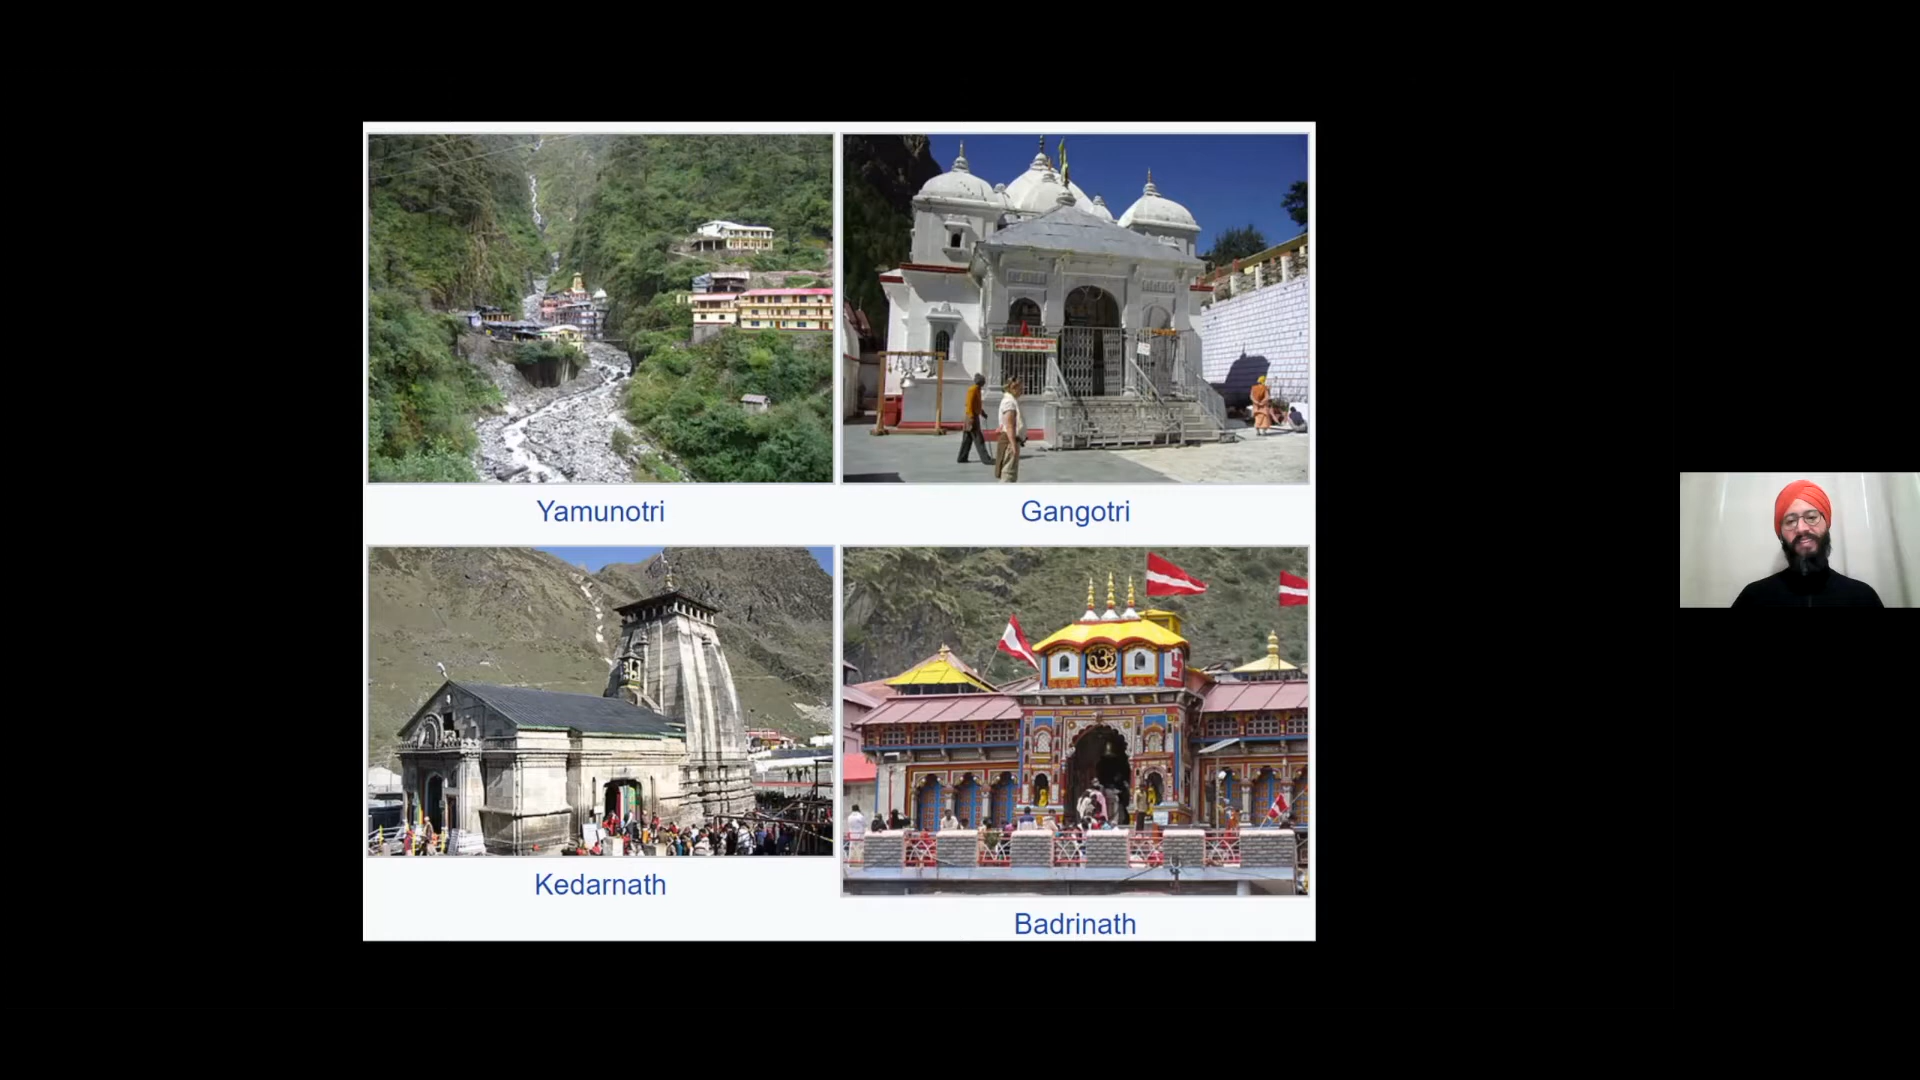 Yamunotri
Gangotri
Kedarnath
Badrinath
ॐ